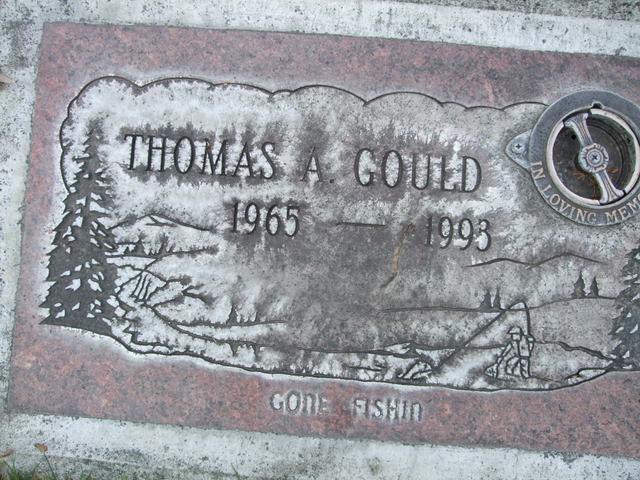 THOMAS A. GOULD
1965 — 1993
IN LOVING MEM
GONE FISHIN